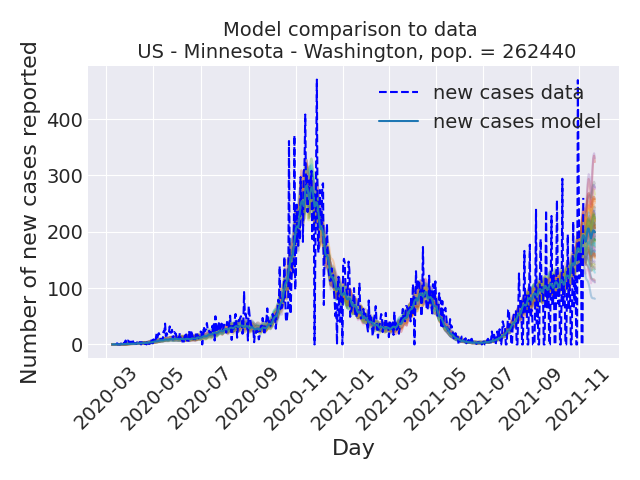 Model comparison to data
US - Minnesota - Washington, pop. = 262440
Number of new cases reported
400
300
200
100
0
new cases data
new cases model
2020-03
2020-05
2020-07
2020-09
2020-11
2021-01
2021-03
2021-05
2021-07
2021-09
2021-11
Day